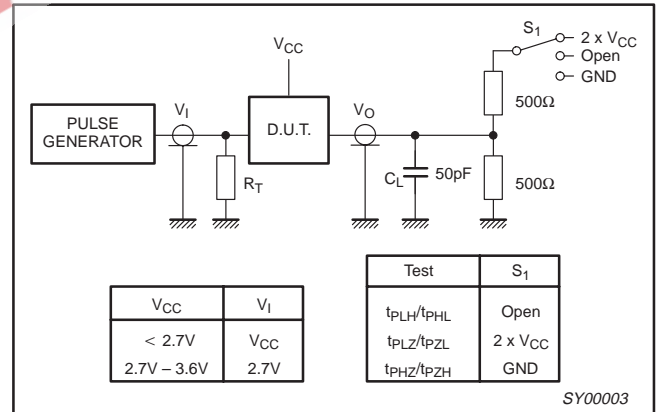 S1
2 x VCC
Open
GND
VCC
500Ω
PULSE
GENERATOR
VI
D.U.T.
VO
RT
CL
50pF
500Ω
VCC VI
< 2.7V VCC
2.7V – 3.6V 2.7V
Test S1
tPLH/tPHL Open
tPLZ/tPZL 2 x VCC
tPHZ/tPZH GND
SY00003